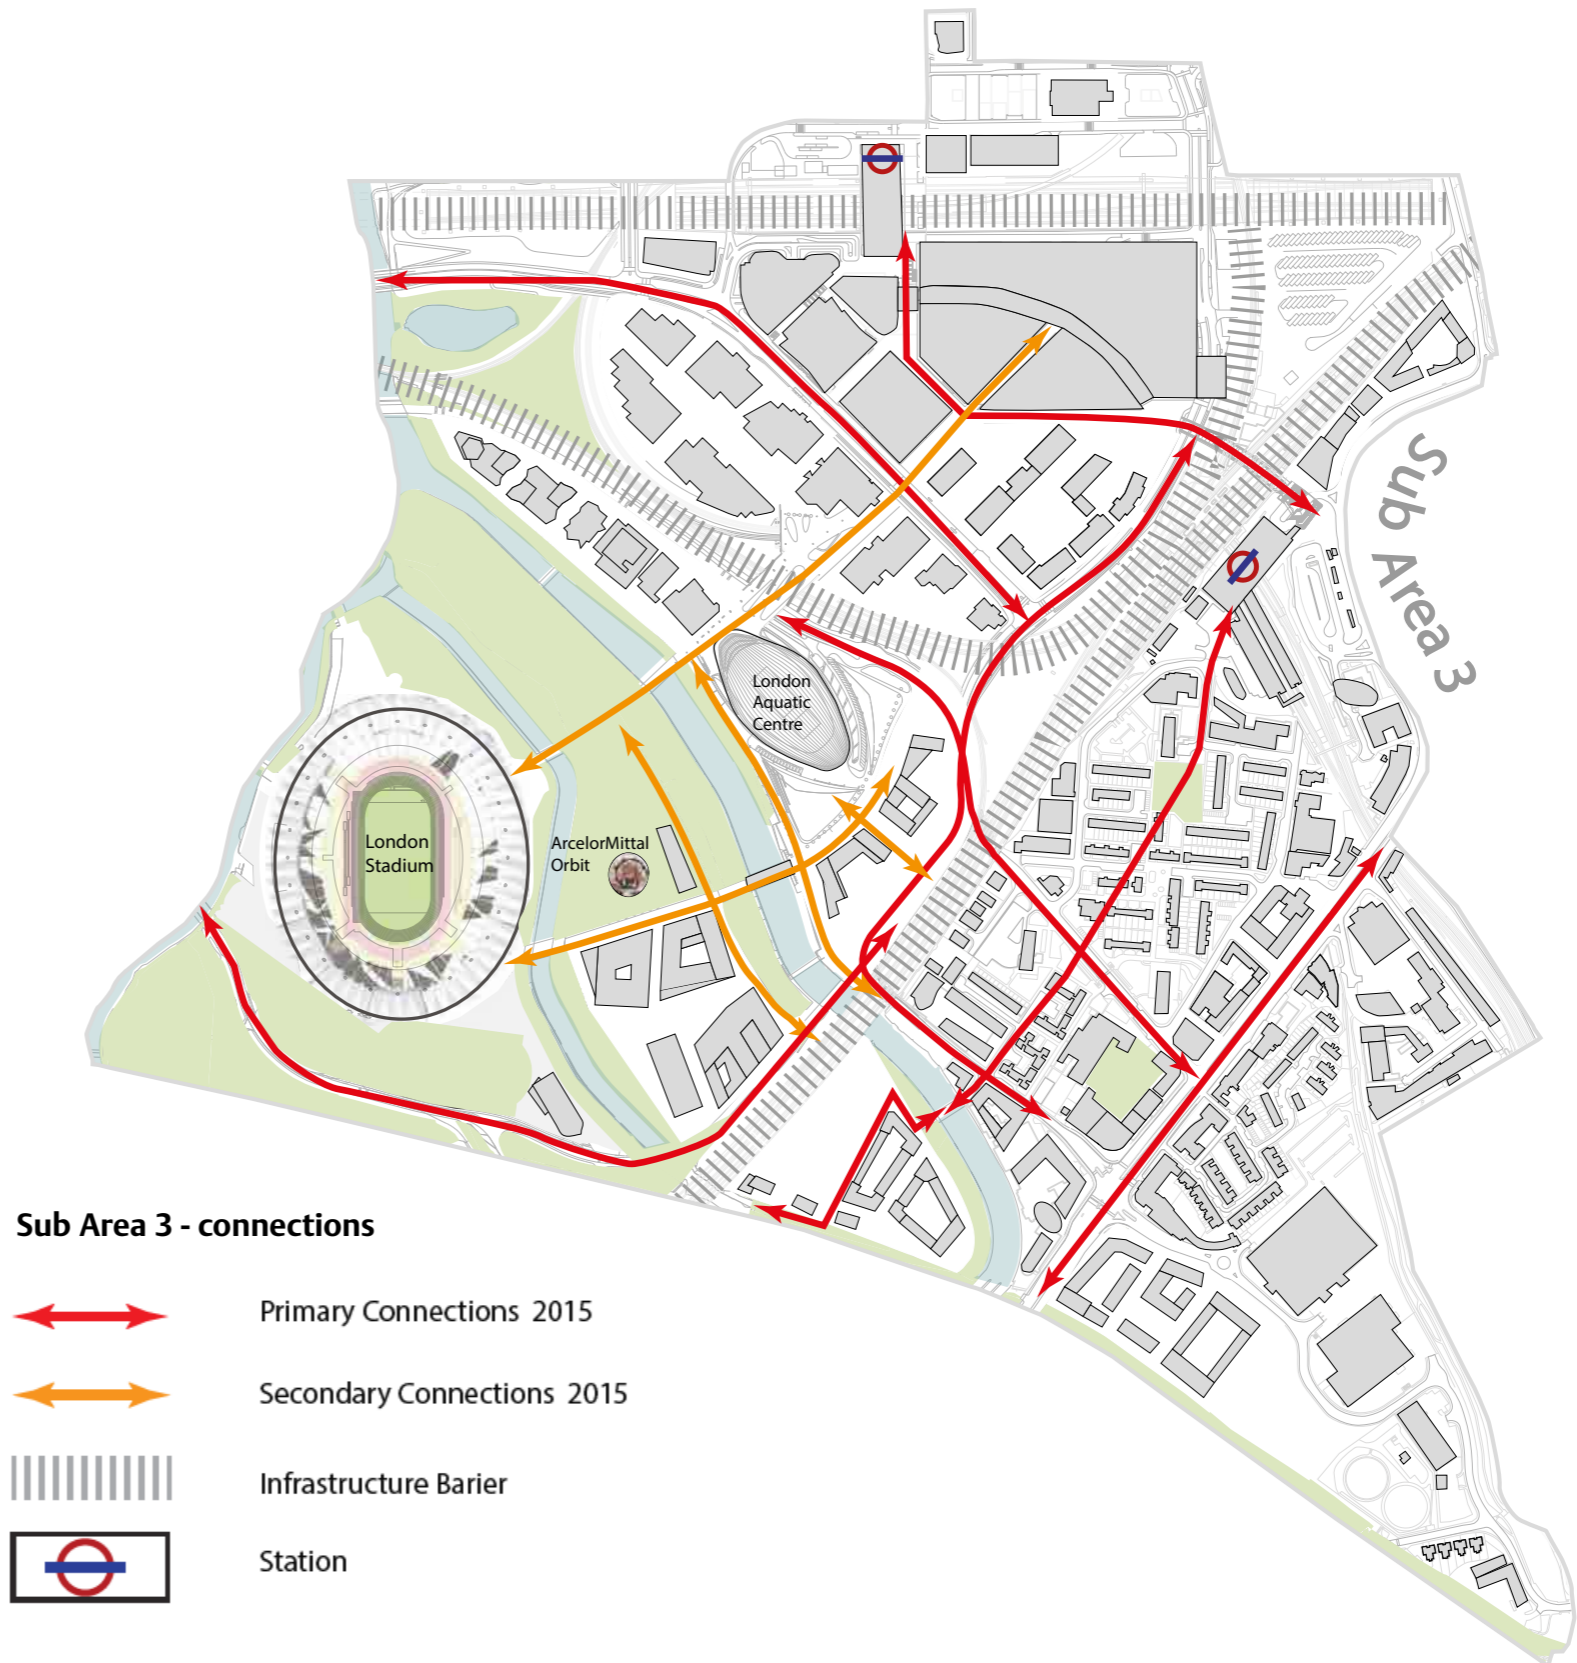 Sub Area 3
London
Aquatic
Centre
London
Stadium
ArcelorMittal
Orbit
Sub Area 3 - connections
Primary Connections 2015
Secondary Connections 2015
Infrastructure Barier
Station